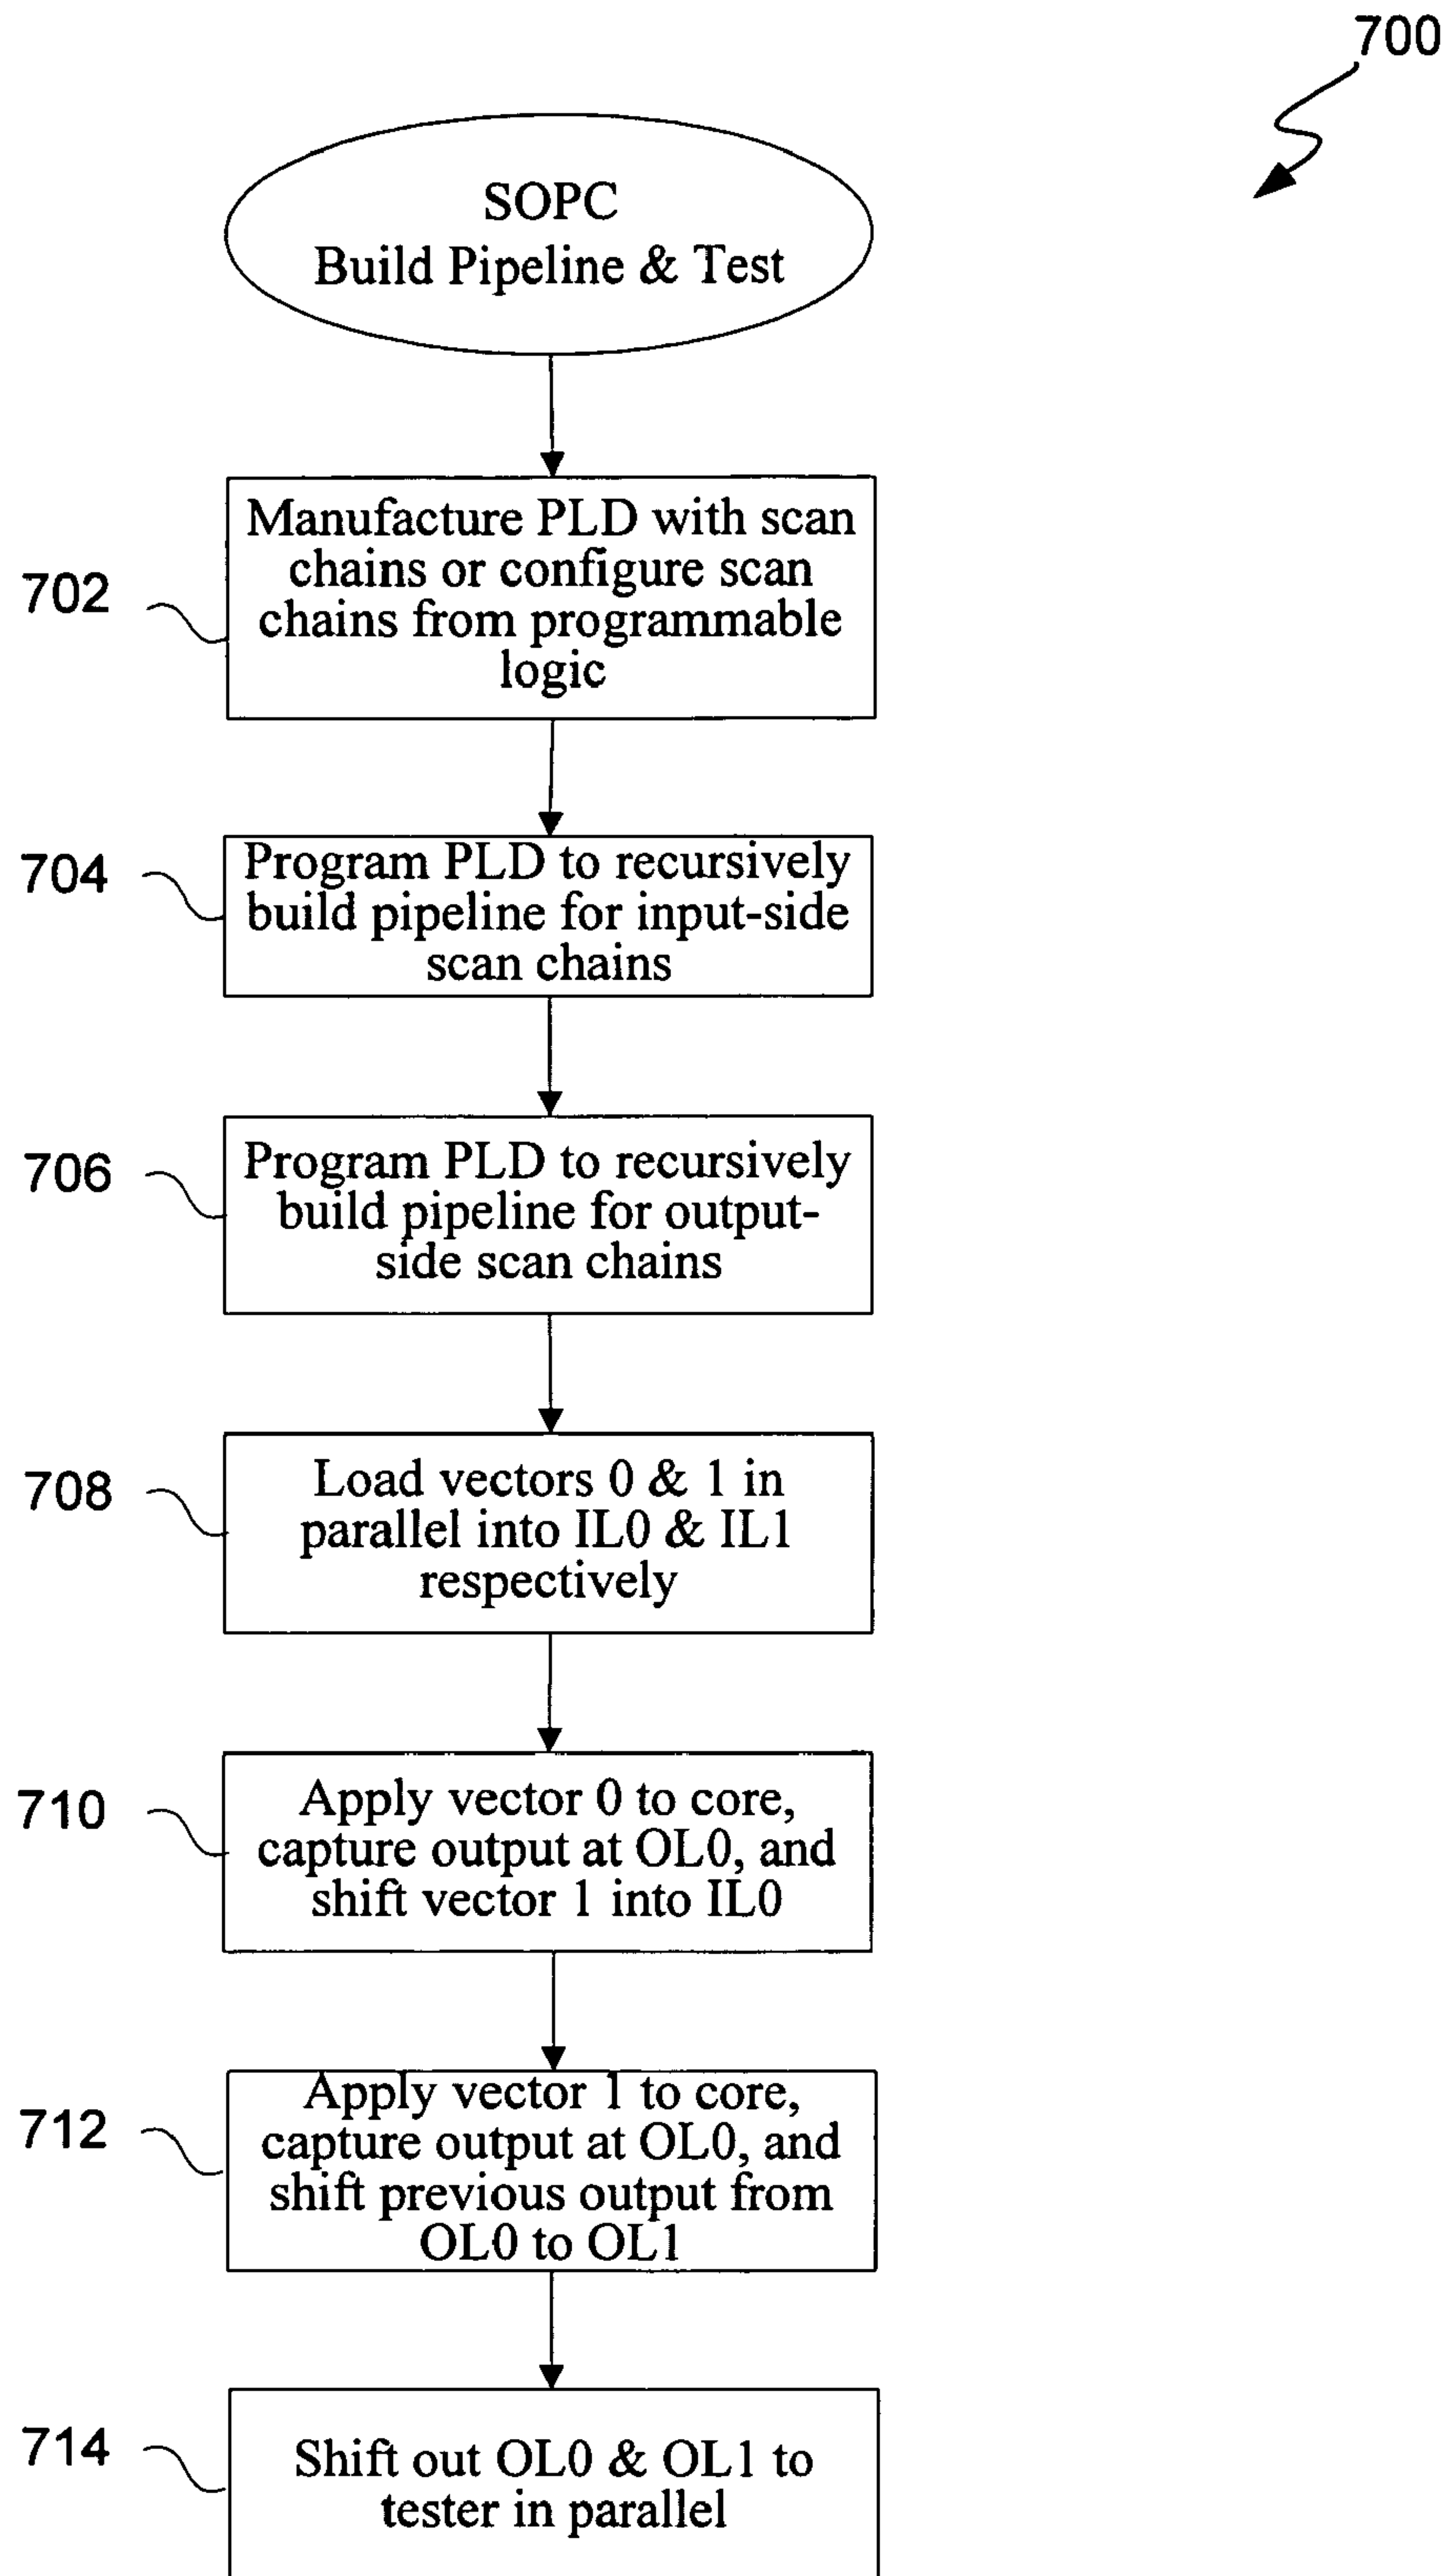 700
SOPC
Build Pipeline & Test
702
Manufacture PLD with scan
chains or configure scan
chains from programmable
logic
704
Program PLD to recursively
build pipeline for input-side
scan chains
706
Program PLD to recursively
build pipeline for output-
side scan chains
708
Load vectors 0 & 1 in
parallel into IL0 & IL1
respectively
710
Apply vector 0 to core,
capture output at OL0, and
shift vector 1 into IL0
712
Apply vector 1 to core,
capture output at OL0, and
shift previous output from
OL0 to OL1
714
Shift out OL0 & OL1 to
tester in parallel